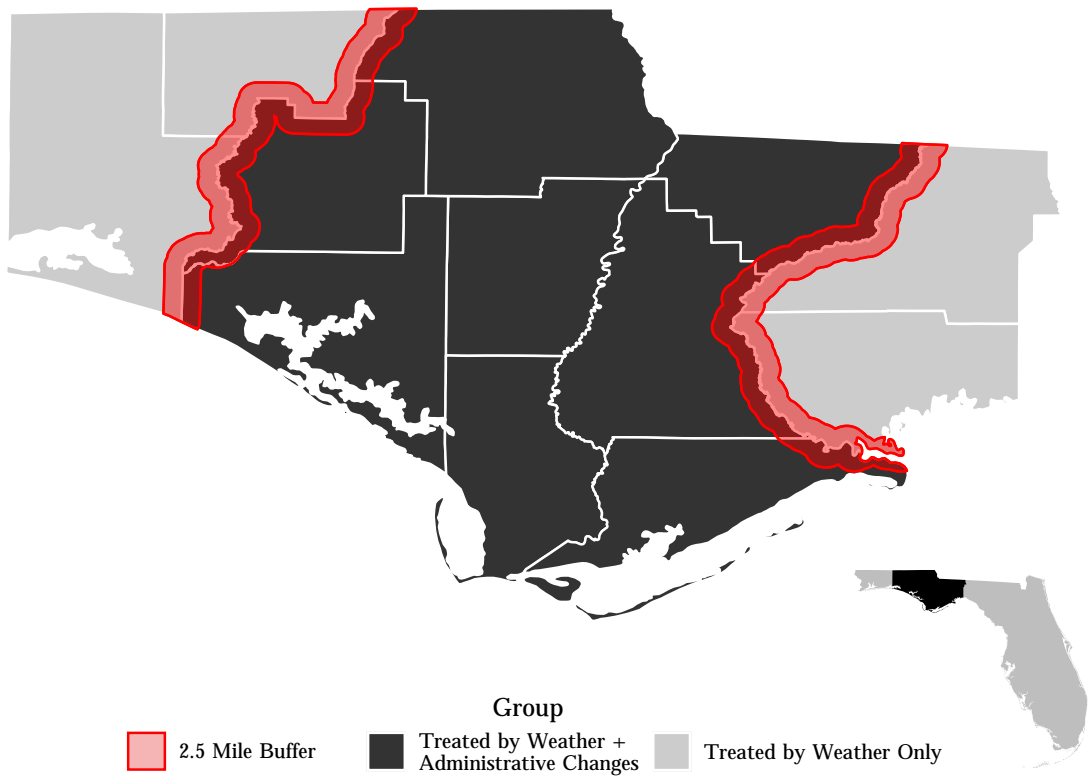 Group
2.5 Mile Buffer
Treated by Weather +
Administrative Changes
Treated by Weather Only